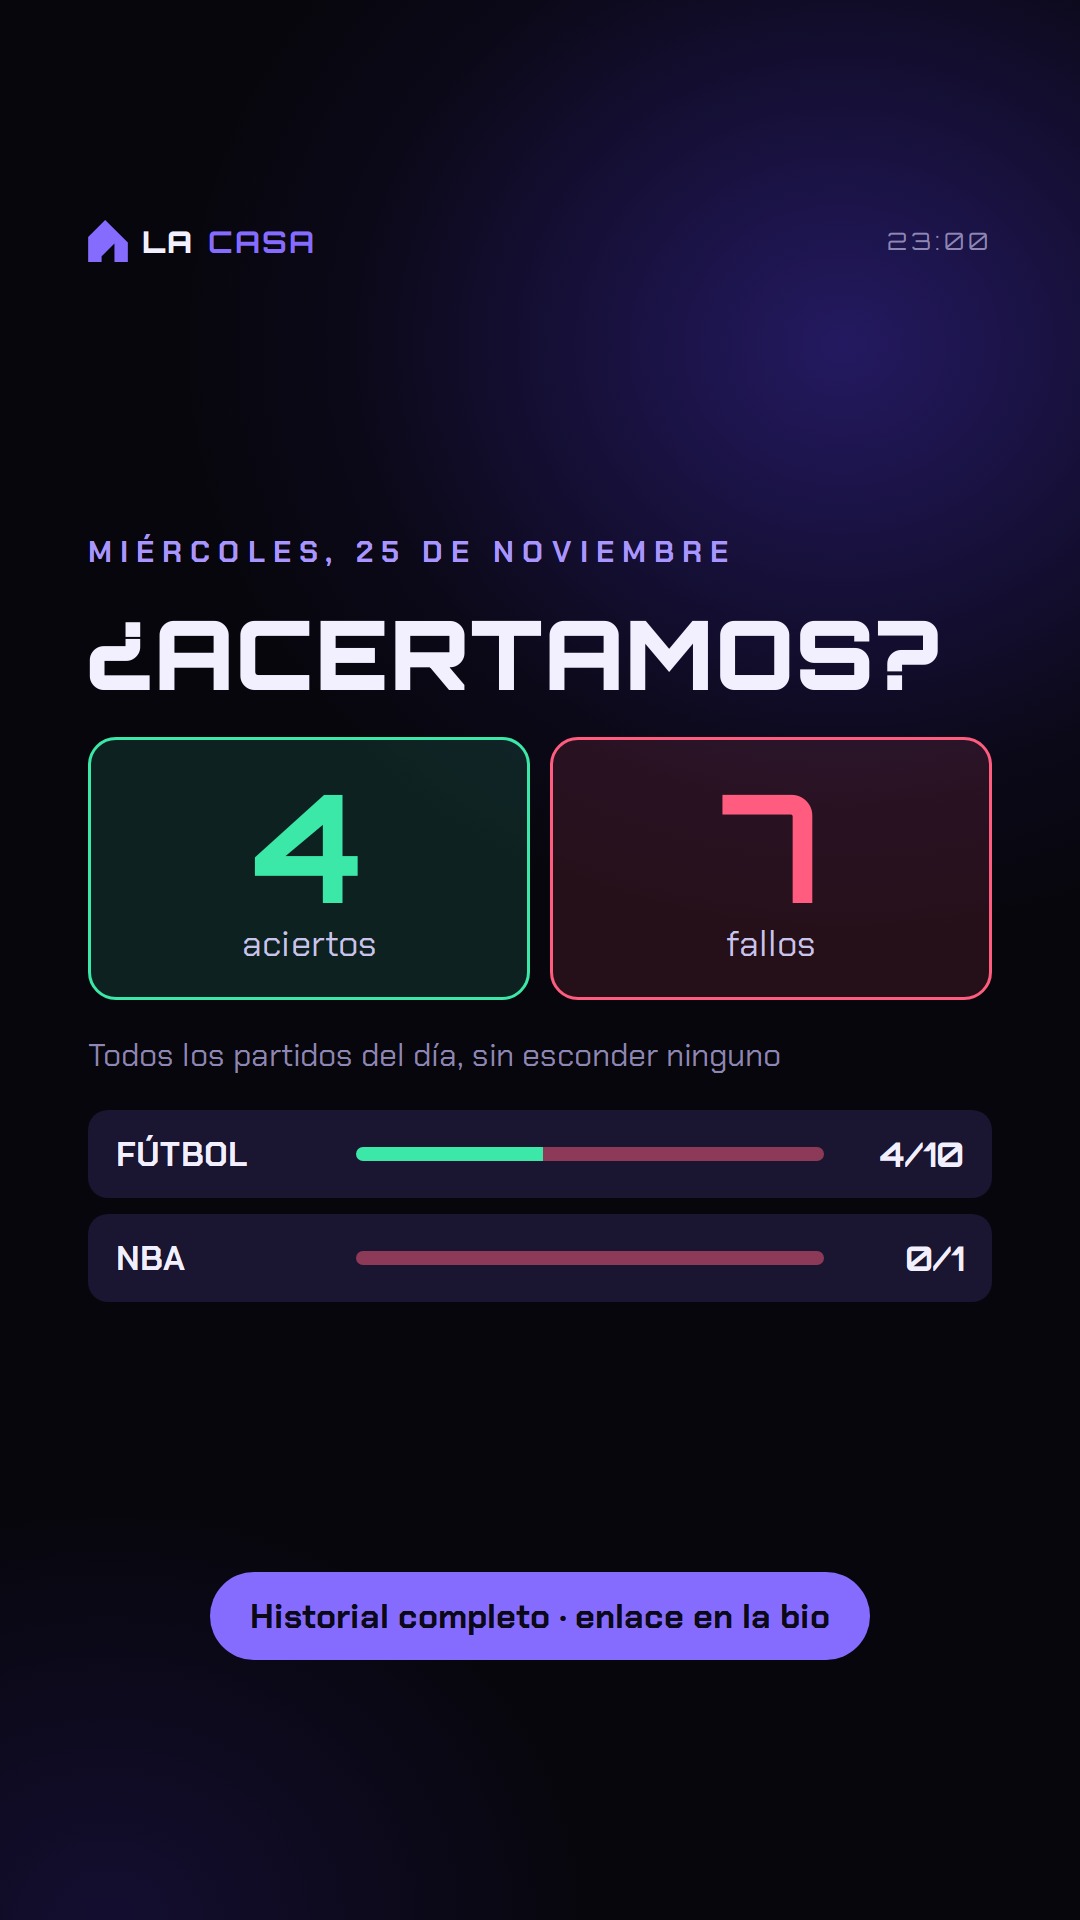 LA CASA
23:00
MIÉRCOLES, 25 DE NOVIEMBRE
¿ACERTAMOS?
4
aciertos
7
fallos
Todos los partidos del día, sin esconder ninguno
FÚTBOL 4/10
NBA 0/1
Historial completo · enlace en la bio